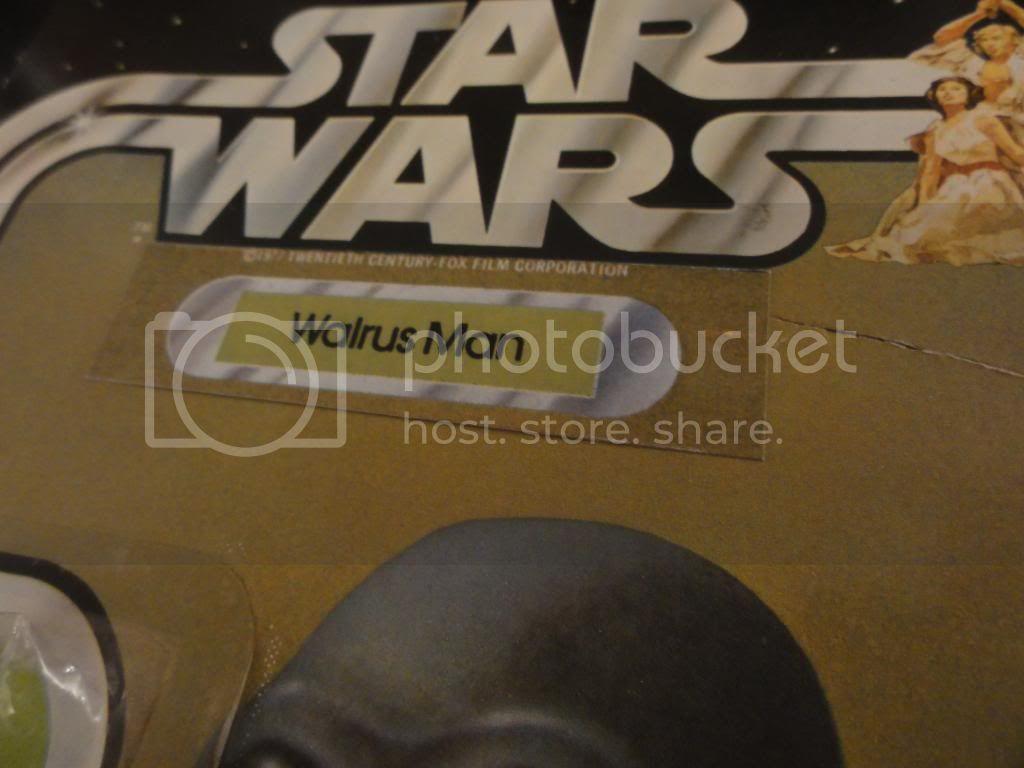 STAR
WARS
©1977 TWENTIETH CENTURY-FOX FILM CORPORATION
Walrus Man
photobucket
host. store. share.